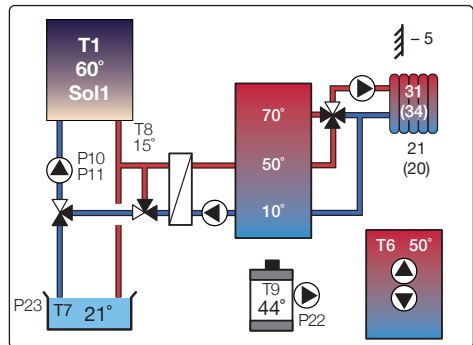 T1
60°
Sol1
T8
15°
P10
P11
70°
50°
10°
– 5
31
(34)
21
(20)
P23
T7
21°
T9
44°
P22
T6 50°